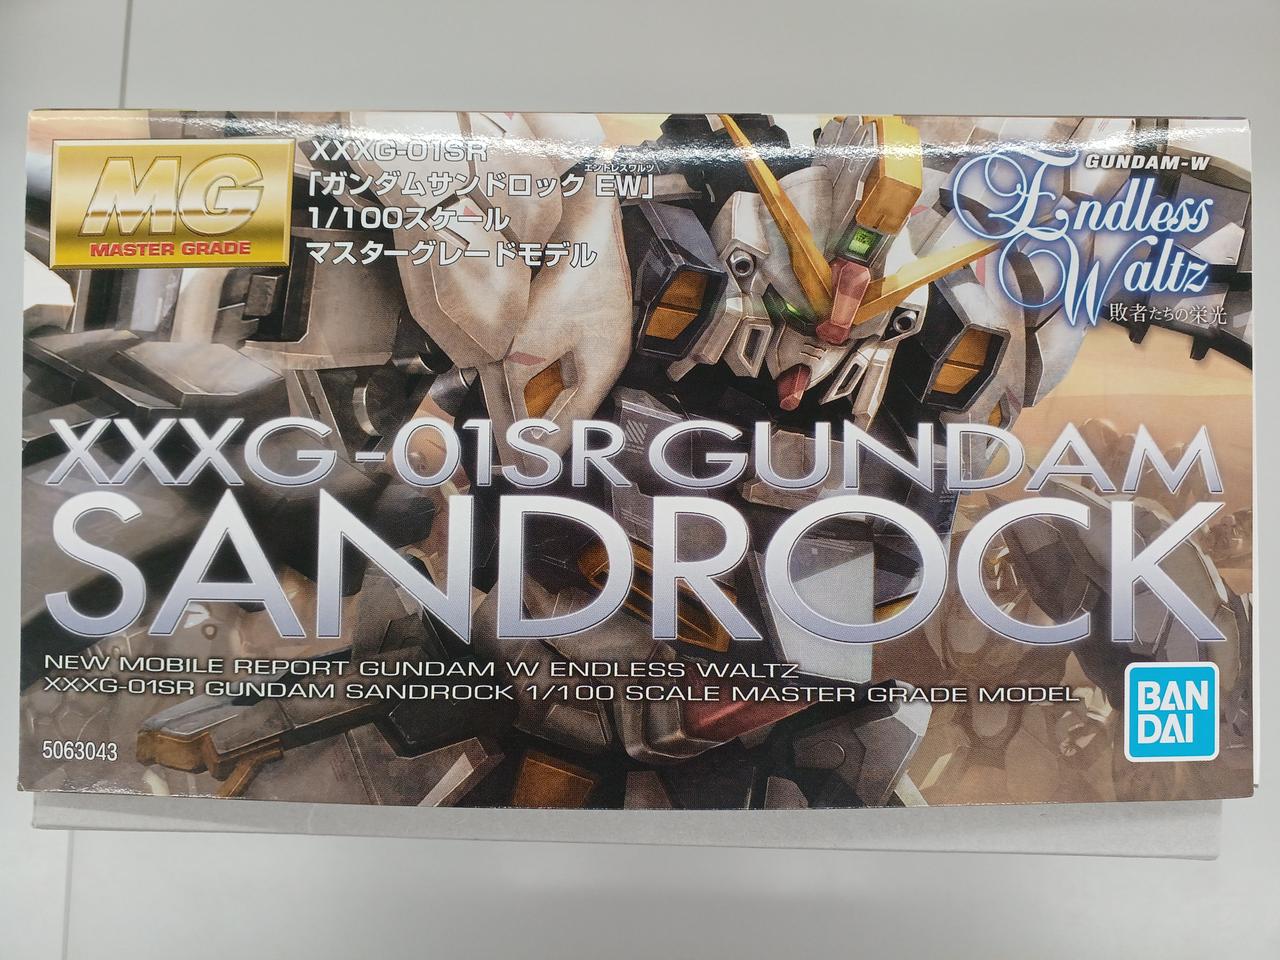 MG
MASTER GRADE
XXXG-01SR
エンドレスワルツ
「ガンダムサンドロック EW」
1/100スケール
マスターグレードモデル
GUNDAM-W
Endless
Waltz
敗者たちの栄光
XXXG-01SR GUNDAM
SANDROCK
NEW MOBILE REPORT GUNDAM W ENDLESS WALTZ
XXXG-01SR GUNDAM SANDROCK 1/100 SCALE MASTER GRADE MODEL
5063043
BAN
DAI